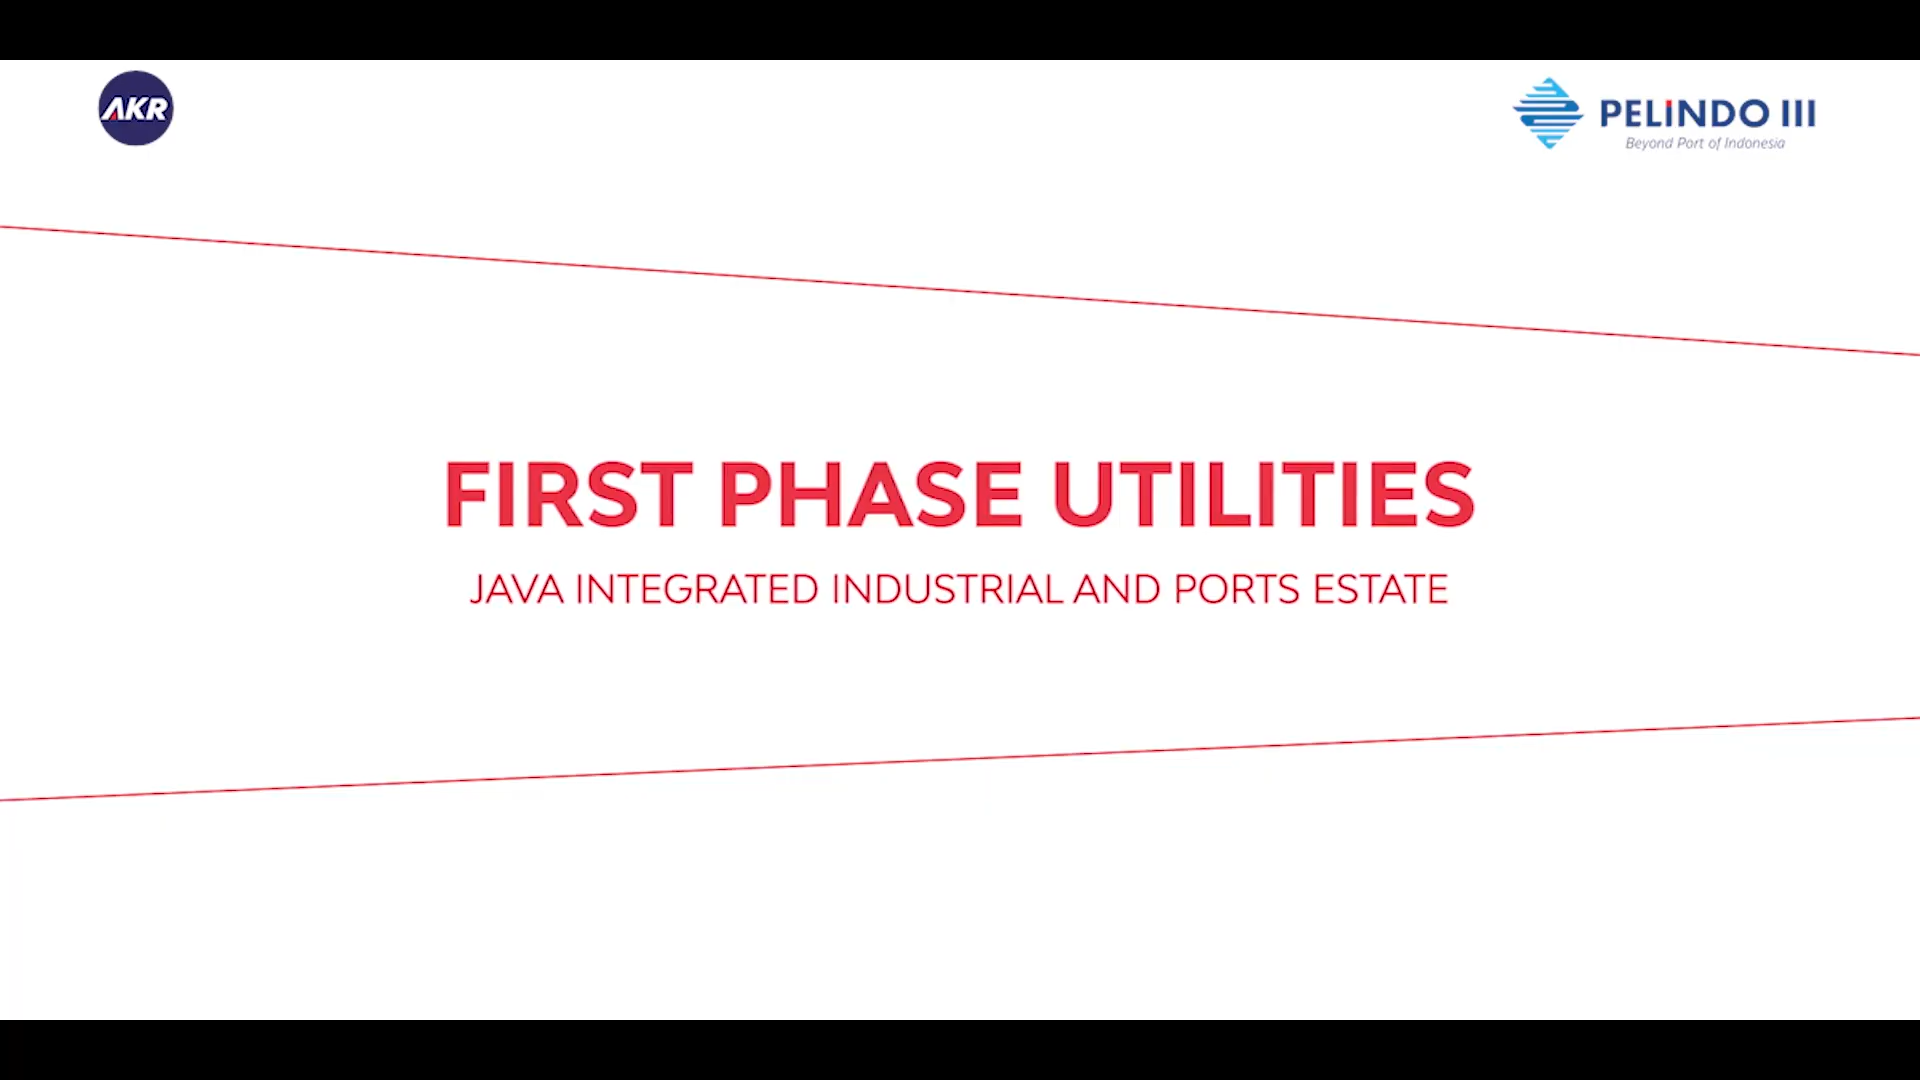 AKR
PELINDO III
Beyond Port of Indonesia
FIRST PHASE UTILITIES
JAVA INTEGRATED INDUSTRIAL AND PORTS ESTATE